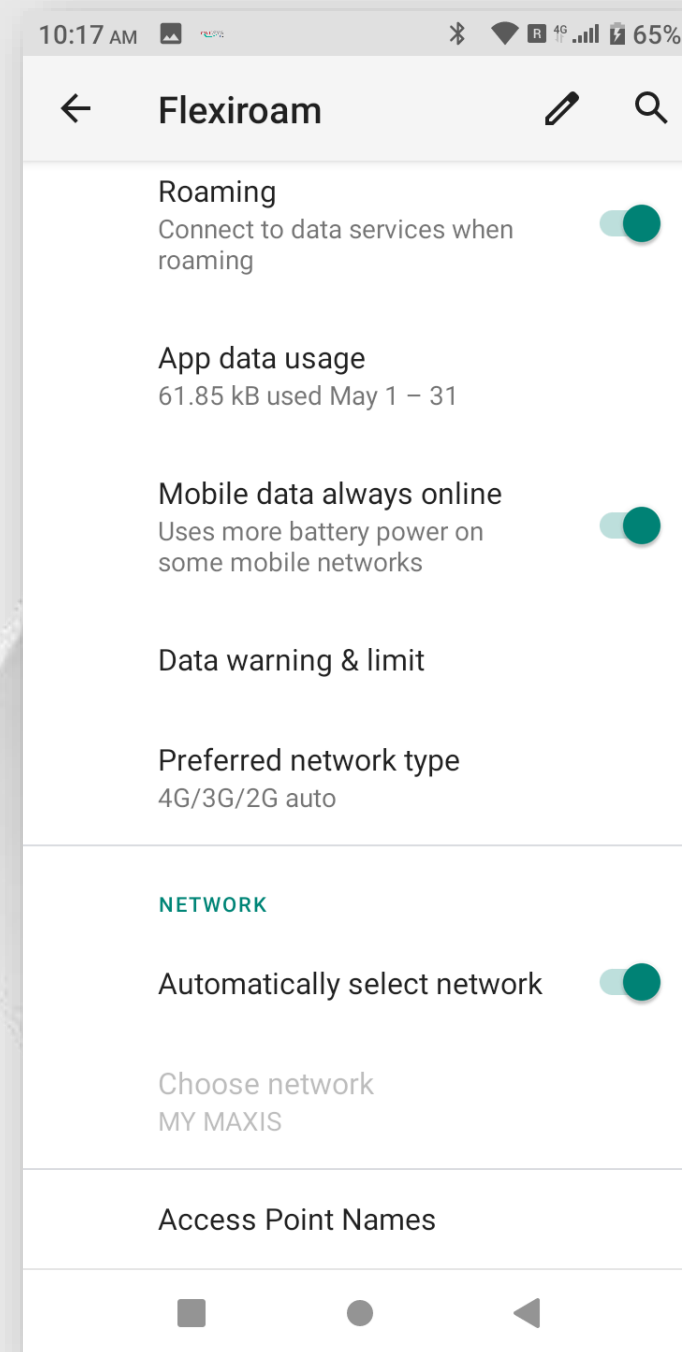 10:17 AM R 4G 65%
Flexiroam
Roaming
Connect to data services when
roaming
App data usage
61.85 kB used May 1 – 31
Mobile data always online
Uses more battery power on
some mobile networks
Data warning & limit
Preferred network type
4G/3G/2G auto
NETWORK
Automatically select network
Choose network
MY MAXIS
Access Point Names